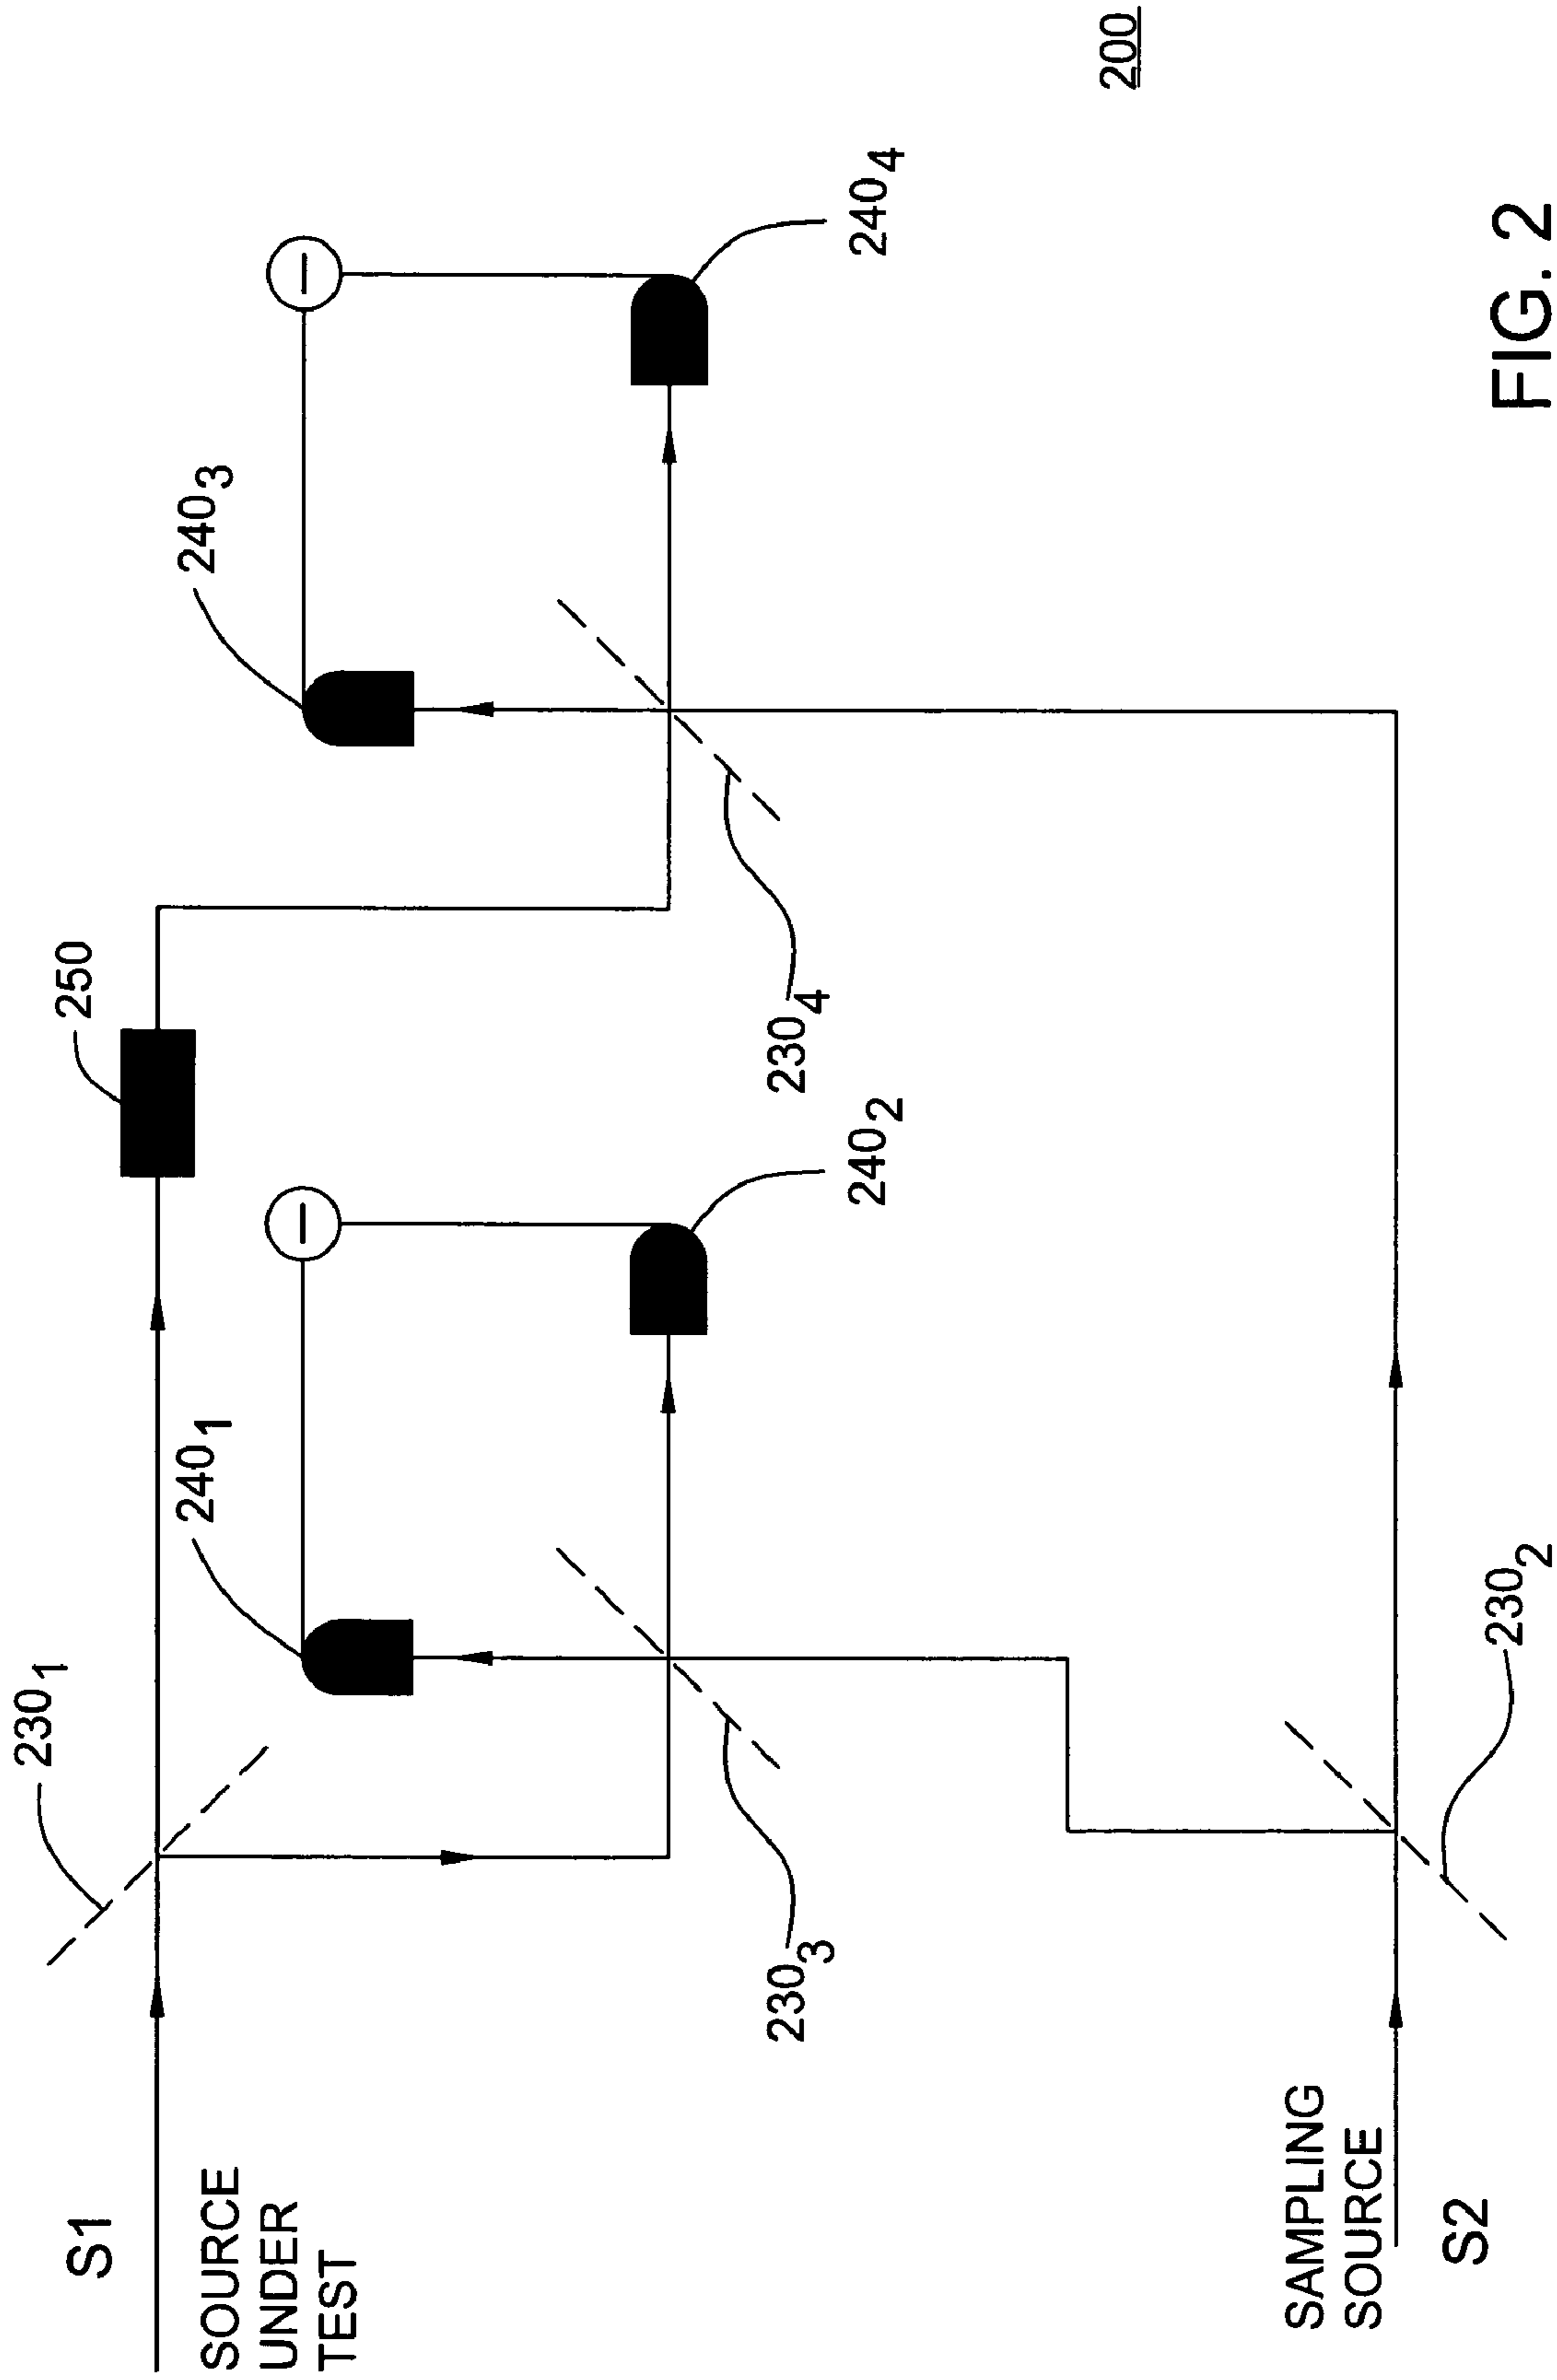 S1
SOURCE
UNDER
TEST
230₁
240₁
250
240₃
240₂
240₄
230₃
230₄
200
SAMPLING
SOURCE
S2
230₂
FIG. 2